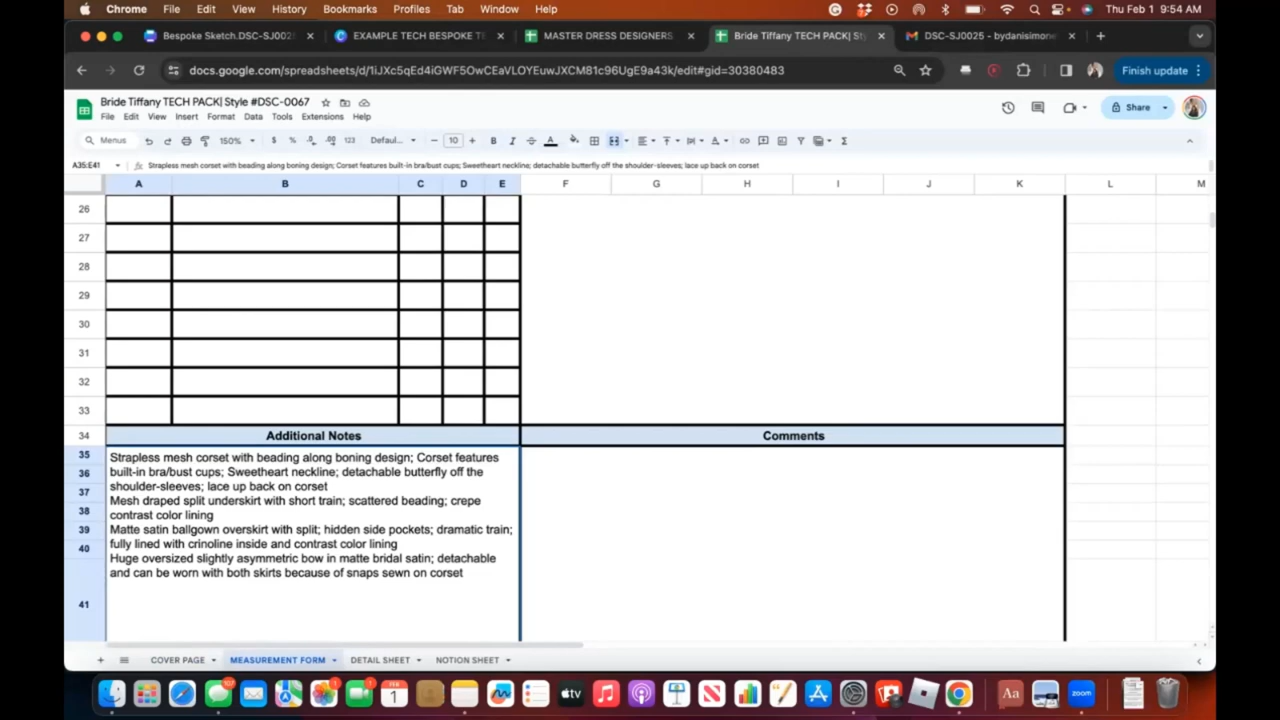 Chrome File Edit View History Bookmarks Profiles Tab Window Help Thu Feb 1 9:54 AM
Bespoke Sketch.DSC-SJ002 EXAMPLE TECH BESPOKE T MASTER DRESS DESIGNERS Bride Tiffany TECH PACK| St DSC-SJ0025 - bydanisimone
docs.google.com/spreadsheets/d/1iJXc5qEd4iGWF5OwCEaVLOYEuwJXCM81c96UgE9a43k/edit#gid=30380483 Finish update
Bride Tiffany TECH PACK| Style #DSC-0067
File Edit View Insert Format Data Tools Extensions Help Share
Menus 150% $ % .0 .00 123 Defaul... 10 B I A
A35:E41 fx Strapless mesh corset with beading along boning design; Corset features built-in bra/bust cups; Sweetheart neckline; detachable butterfly off the shoulder-sleeves; lace up back on corset
A B C D E F G H I J K L M
26
27
28
29
30
31
32
33
34 Additional Notes Comments
35 Strapless mesh corset with beading along boning design; Corset features
36 built-in bra/bust cups; Sweetheart neckline; detachable butterfly off the
37 shoulder-sleeves; lace up back on corset
Mesh draped split underskirt with short train; scattered beading; crepe
38 contrast color lining
39 Matte satin ballgown overskirt with split; hidden side pockets; dramatic train;
40 fully lined with crinoline inside and contrast color lining
Huge oversized slightly asymmetric bow in matte bridal satin; detachable
and can be worn with both skirts because of snaps sewn on corset
41
COVER PAGE MEASUREMENT FORM DETAIL SHEET NOTION SHEET
107 1 tv Aa zoom